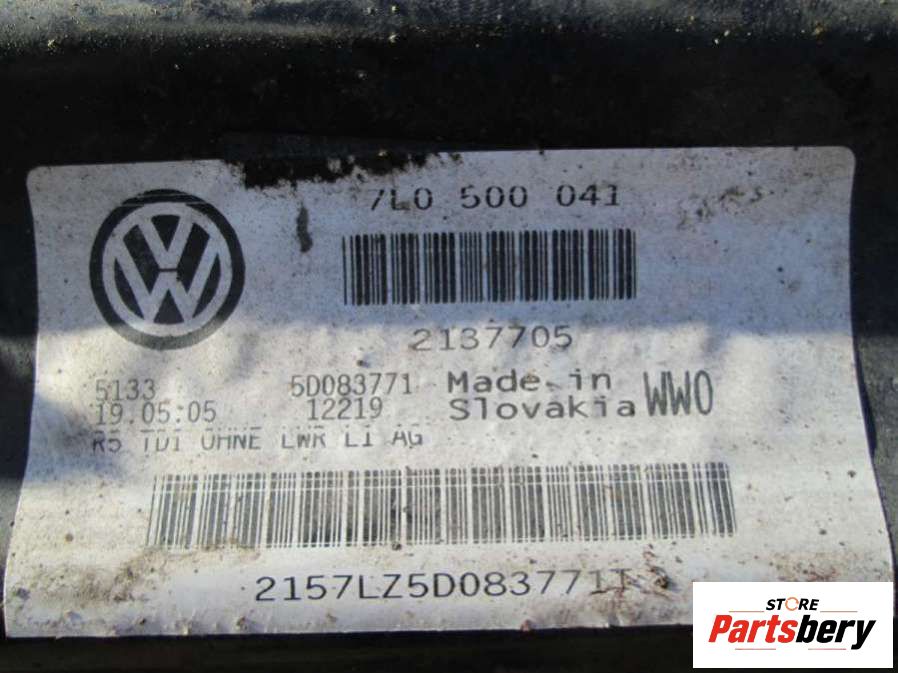 7L0 500 041
2137705
5133 5D083771 Made in
19.05:05 12219 Slovakia WW0
R5 TDI OHNE LWR LI AG
2157LZ5D083771
STORE
Partsbery